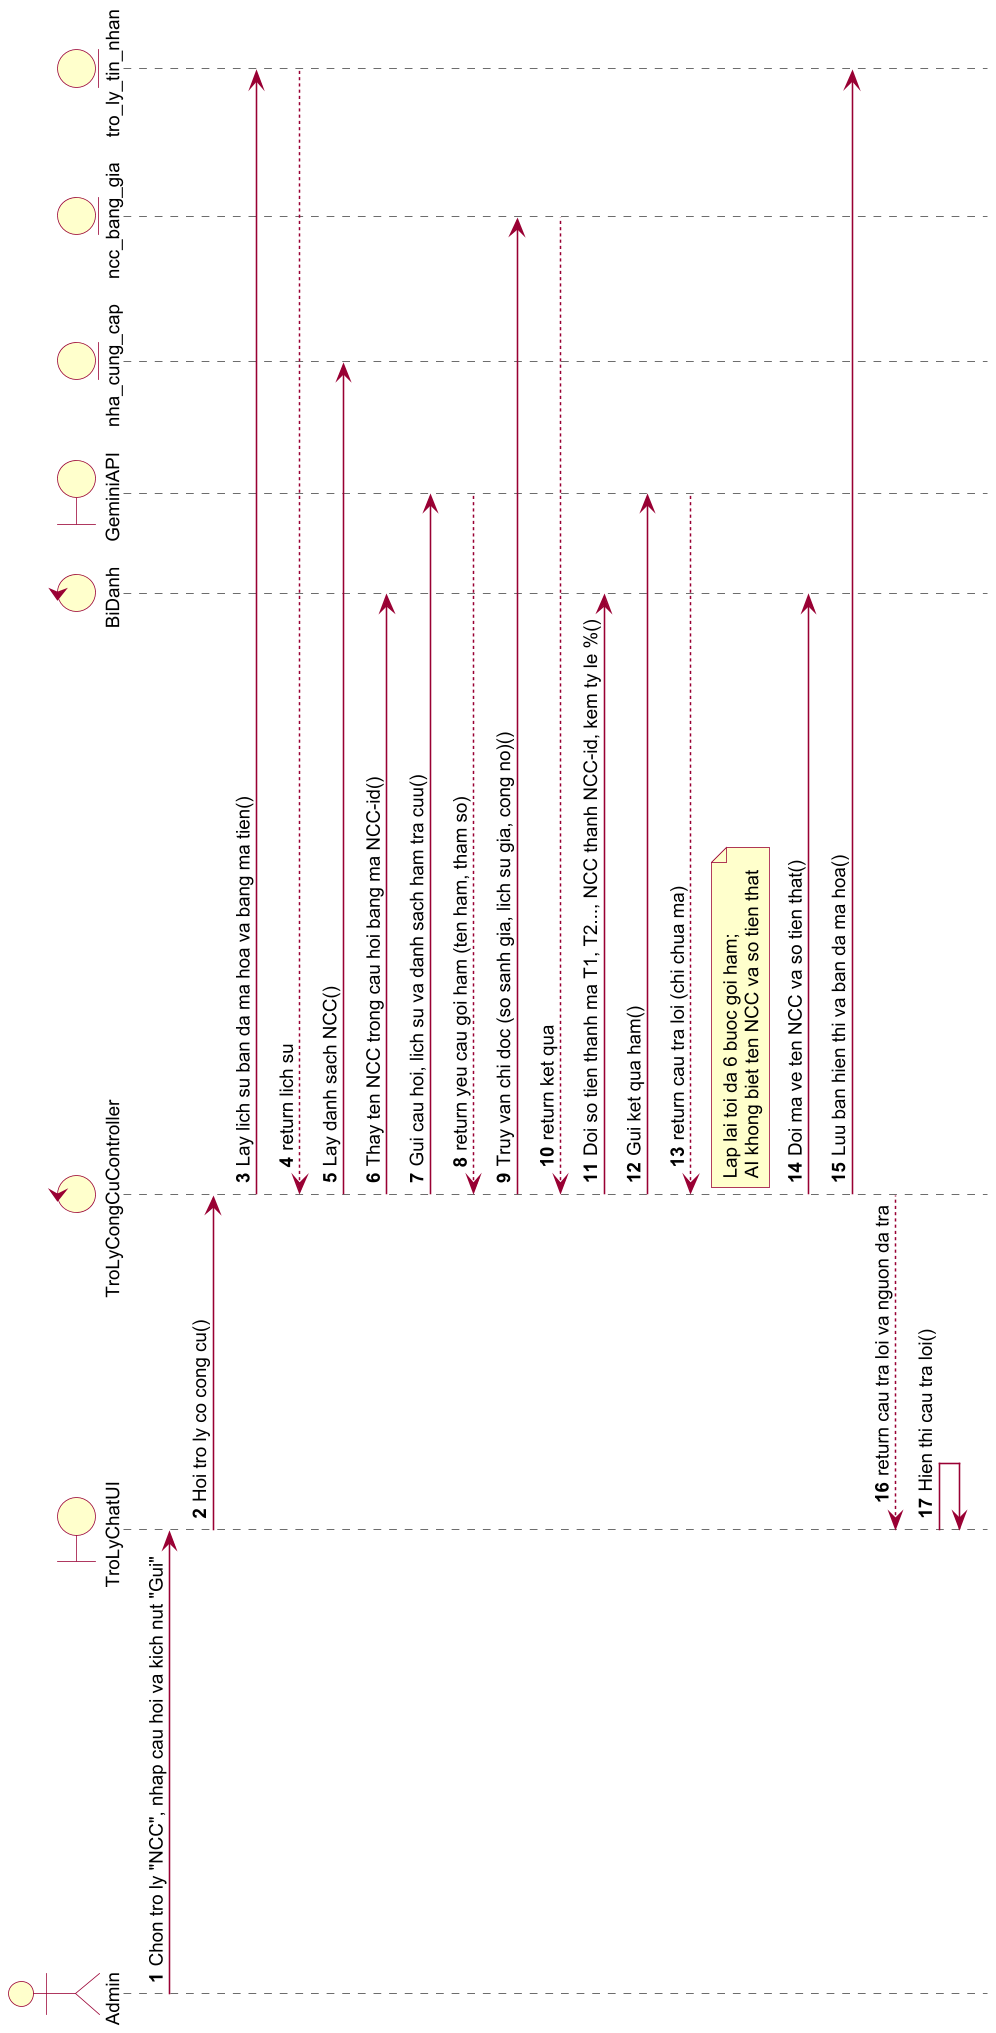 Admin
TroLyChatUI
TroLyCongCuController
BiDanh
GeminiAPI
nha_cung_cap
ncc_bang_gia
tro_ly_tin_nhan
1 Chon tro ly "NCC", nhap cau hoi va kich nut "Gui"
2 Hoi tro ly co cong cu()
3 Lay lich su ban da ma hoa va bang ma tien()
4 return lich su
5 Lay danh sach NCC()
6 Thay ten NCC trong cau hoi bang ma NCC-id()
7 Gui cau hoi, lich su va danh sach ham tra cuu()
8 return yeu cau goi ham (ten ham, tham so)
9 Truy van chi doc (so sanh gia, lich su gia, cong no)()
10 return ket qua
11 Doi so tien thanh ma T1, T2..., NCC thanh NCC-id, kem ty le %()
12 Gui ket qua ham()
13 return cau tra loi (chi chua ma)
Lap lai toi da 6 buoc goi ham;
AI khong biet ten NCC va so tien that
14 Doi ma ve ten NCC va so tien that()
15 Luu ban hien thi va ban da ma hoa()
16 return cau tra loi va nguon da tra
17 Hien thi cau tra loi()